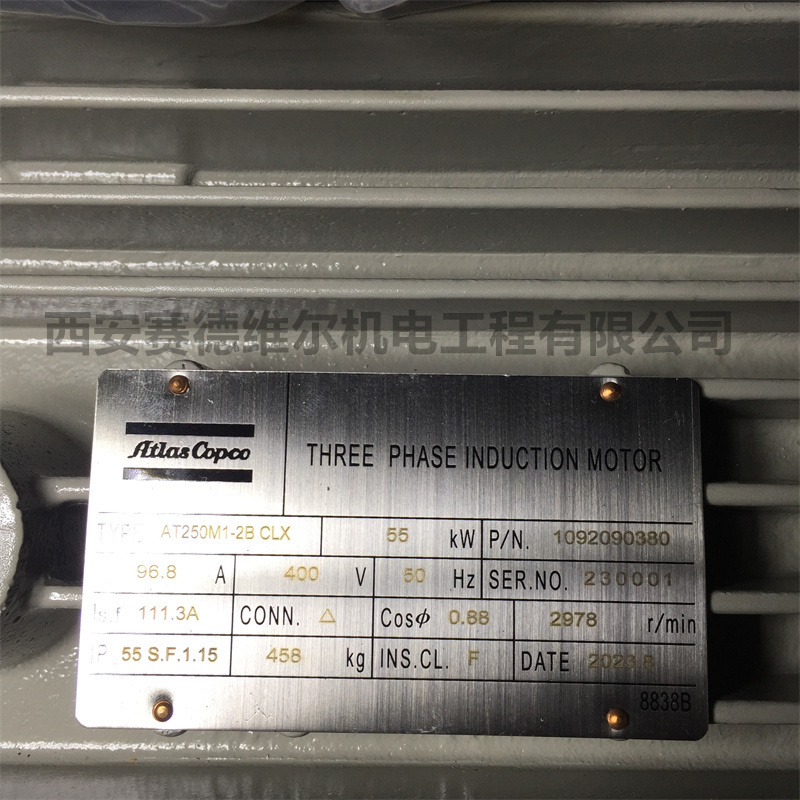 西安赛德维尔机电工程有限公司
Atlas Copco
THREE PHASE INDUCTION MOTOR
TYPE AT250M1-2B CLX 55 kW P/N. 1092090380
96.8 A 400 V 50 Hz SER.NO. 230001
Is.f 111.3A CONN. △ Cosϕ 0.88 2978 r/min
IP 55 S.F.1.15 458 kg INS.CL. F DATE 2023.8
8838B